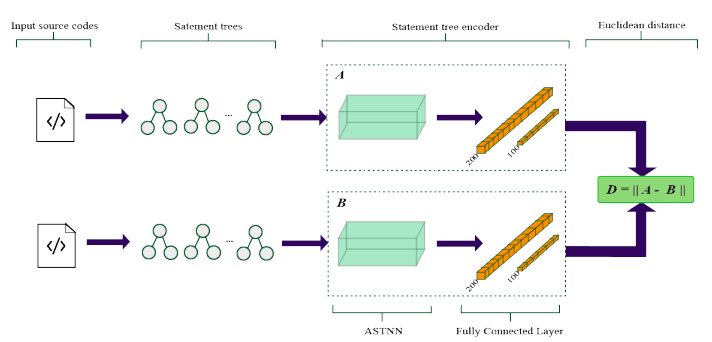 Input source codes
Satement trees
Statement tree encoder
Euclidean distance
A
</>
...
200
100
D = || A - B ||
B
</>
...
200
100
ASTNN
Fully Connected Layer